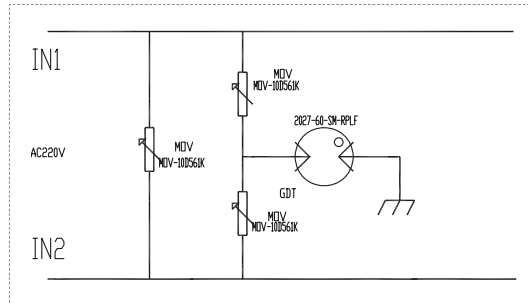 IN1
MOV
MOV-10D561K
2027-60-SM-RPLF
AC220V
MOV
MOV-10D561K
GDT
MOV
MOV-10D561K
IN2